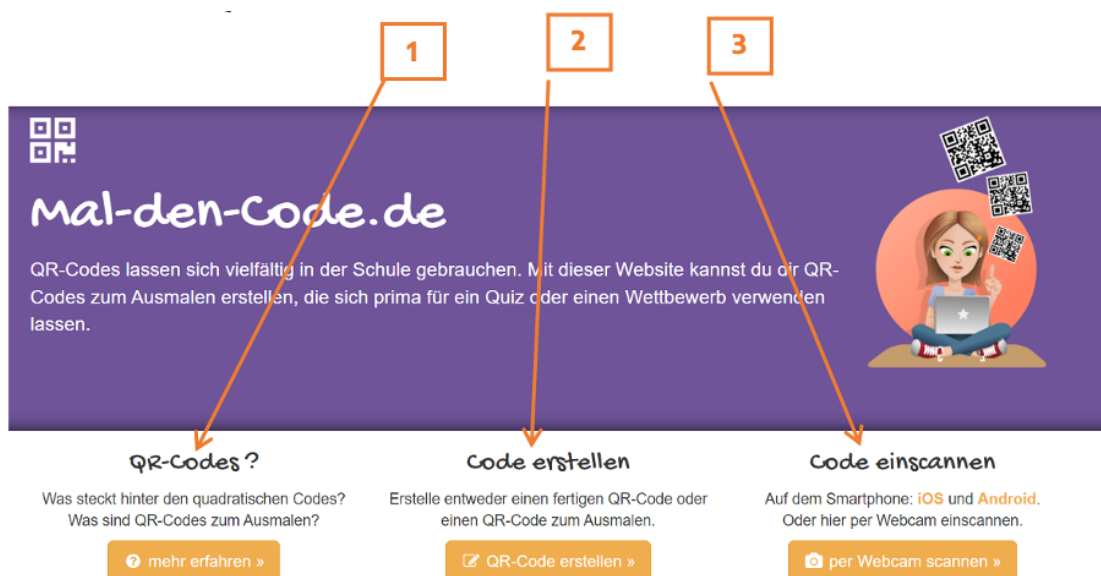 1
2
3
Mal-den-Code.de
QR-Codes lassen sich vielfältig in der Schule gebrauchen. Mit dieser Website kannst du dir QR-
Codes zum Ausmalen erstellen, die sich prima für ein Quiz oder einen Wettbewerb verwenden
lassen.
QR-Codes?
Was steckt hinter den quadratischen Codes?
Was sind QR-Codes zum Ausmalen?
mehr erfahren »
Code erstellen
Erstelle entweder einen fertigen QR-Code oder
einen QR-Code zum Ausmalen.
QR-Code erstellen »
Code einscannen
Auf dem Smartphone: iOS und Android.
Oder hier per Webcam einscannen.
per Webcam scannen »